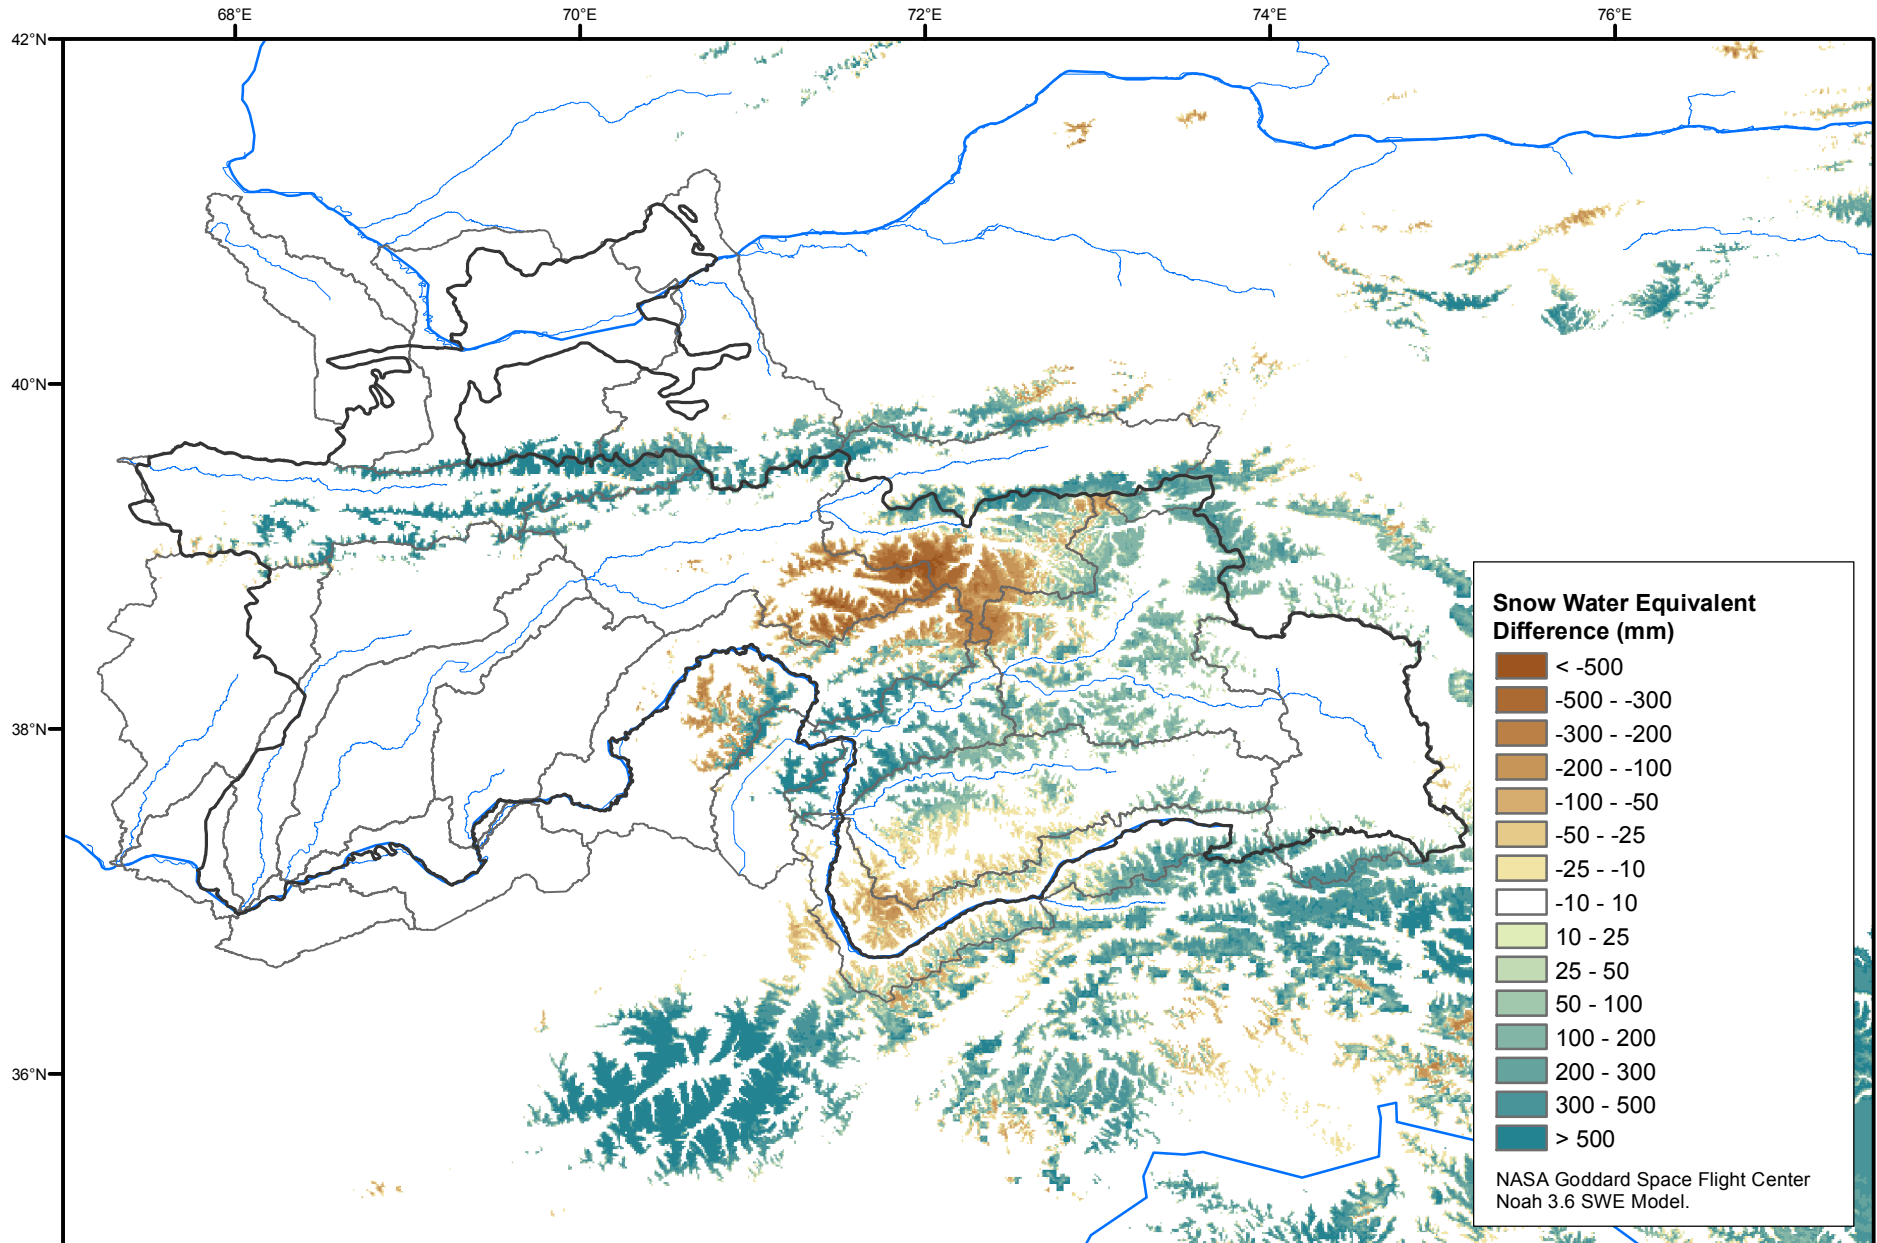 68°E
70°E
72°E
74°E
76°E
42°N
40°N
38°N
36°N
Snow Water Equivalent
Difference (mm)
< -500
-500 - -300
-300 - -200
-200 - -100
-100 - -50
-50 - -25
-25 - -10
-10 - 10
10 - 25
25 - 50
50 - 100
100 - 200
200 - 300
300 - 500
> 500
NASA Goddard Space Flight Center
Noah 3.6 SWE Model.